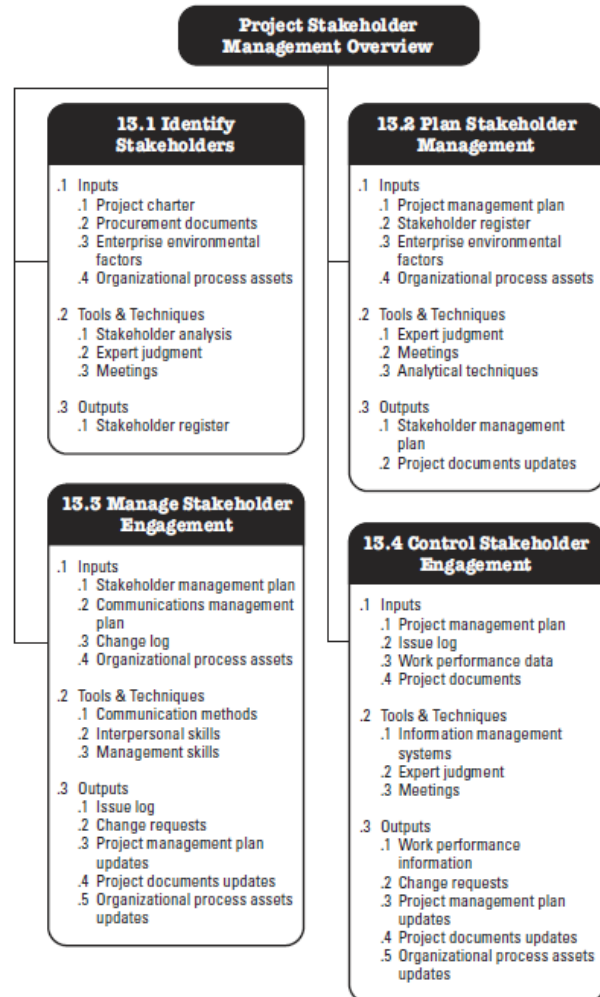 Project Stakeholder
Management Overview
13.1 Identify
Stakeholders
.1 Inputs
.1 Project charter
.2 Procurement documents
.3 Enterprise environmental
factors
.4 Organizational process assets
.2 Tools & Techniques
.1 Stakeholder analysis
.2 Expert judgment
.3 Meetings
.3 Outputs
.1 Stakeholder register
13.2 Plan Stakeholder
Management
.1 Inputs
.1 Project management plan
.2 Stakeholder register
.3 Enterprise environmental
factors
.4 Organizational process assets
.2 Tools & Techniques
.1 Expert judgment
.2 Meetings
.3 Analytical techniques
.3 Outputs
.1 Stakeholder management
plan
.2 Project documents updates
13.3 Manage Stakeholder
Engagement
.1 Inputs
.1 Stakeholder management plan
.2 Communications management
plan
.3 Change log
.4 Organizational process assets
.2 Tools & Techniques
.1 Communication methods
.2 Interpersonal skills
.3 Management skills
.3 Outputs
.1 Issue log
.2 Change requests
.3 Project management plan
updates
.4 Project documents updates
.5 Organizational process assets
updates
13.4 Control Stakeholder
Engagement
.1 Inputs
.1 Project management plan
.2 Issue log
.3 Work performance data
.4 Project documents
.2 Tools & Techniques
.1 Information management
systems
.2 Expert judgment
.3 Meetings
.3 Outputs
.1 Work performance
information
.2 Change requests
.3 Project management plan
updates
.4 Project documents updates
.5 Organizational process assets
updates